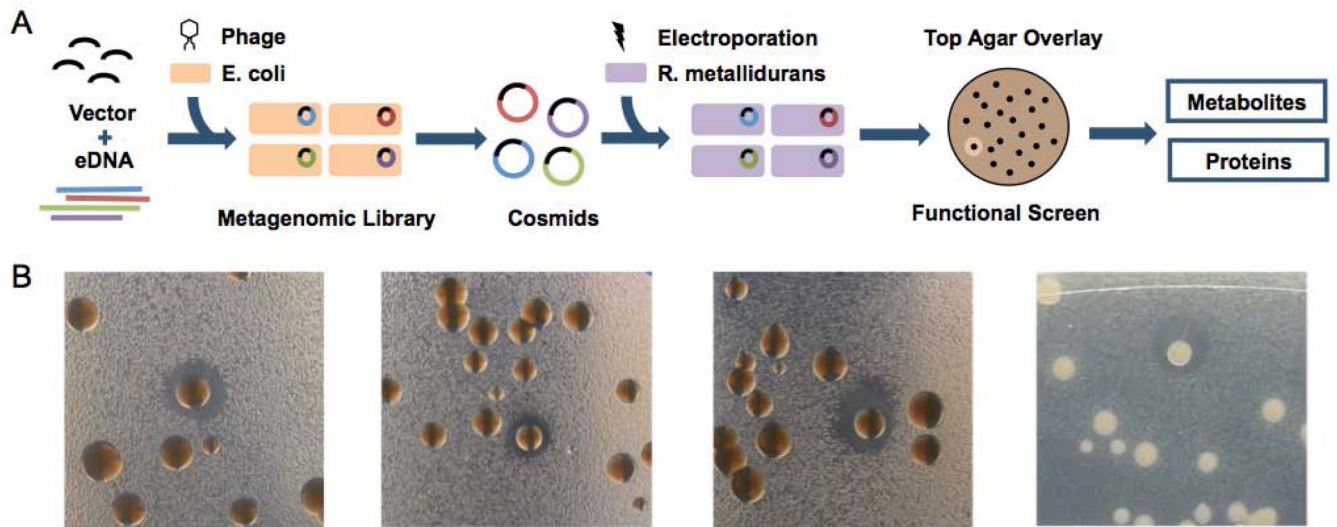 A
Phage
E. coli
Electroporation
R. metallidurans
Top Agar Overlay
Vector
+
eDNA
Metabolites
Proteins
Metagenomic Library
Cosmids
Functional Screen
B